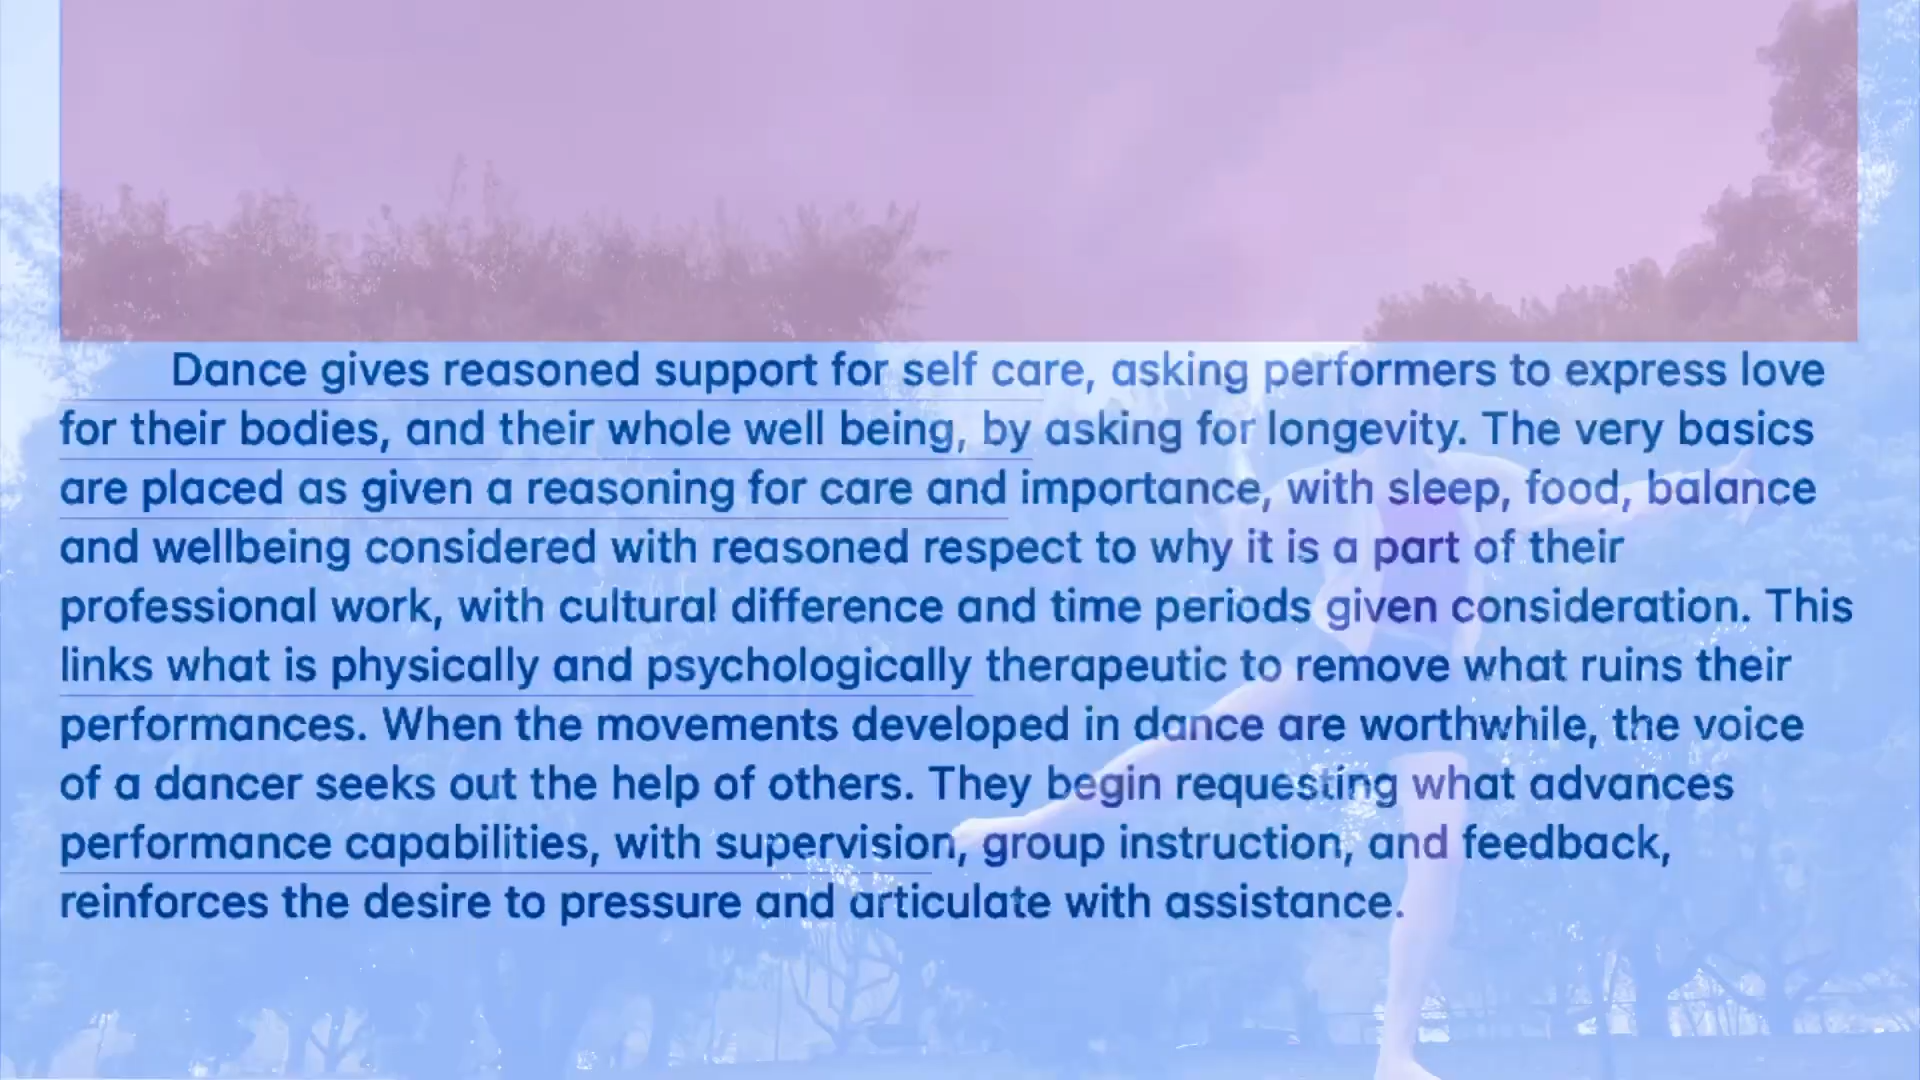 Dance gives reasoned support for self care, asking performers to express love
for their bodies, and their whole well being, by asking for longevity. The very basics
are placed as given a reasoning for care and importance, with sleep, food, balance
and wellbeing considered with reasoned respect to why it is a part of their
professional work, with cultural difference and time periods given consideration. This
links what is physically and psychologically therapeutic to remove what ruins their
performances. When the movements developed in dance are worthwhile, the voice
of a dancer seeks out the help of others. They begin requesting what advances
performance capabilities, with supervision, group instruction, and feedback,
reinforces the desire to pressure and articulate with assistance.